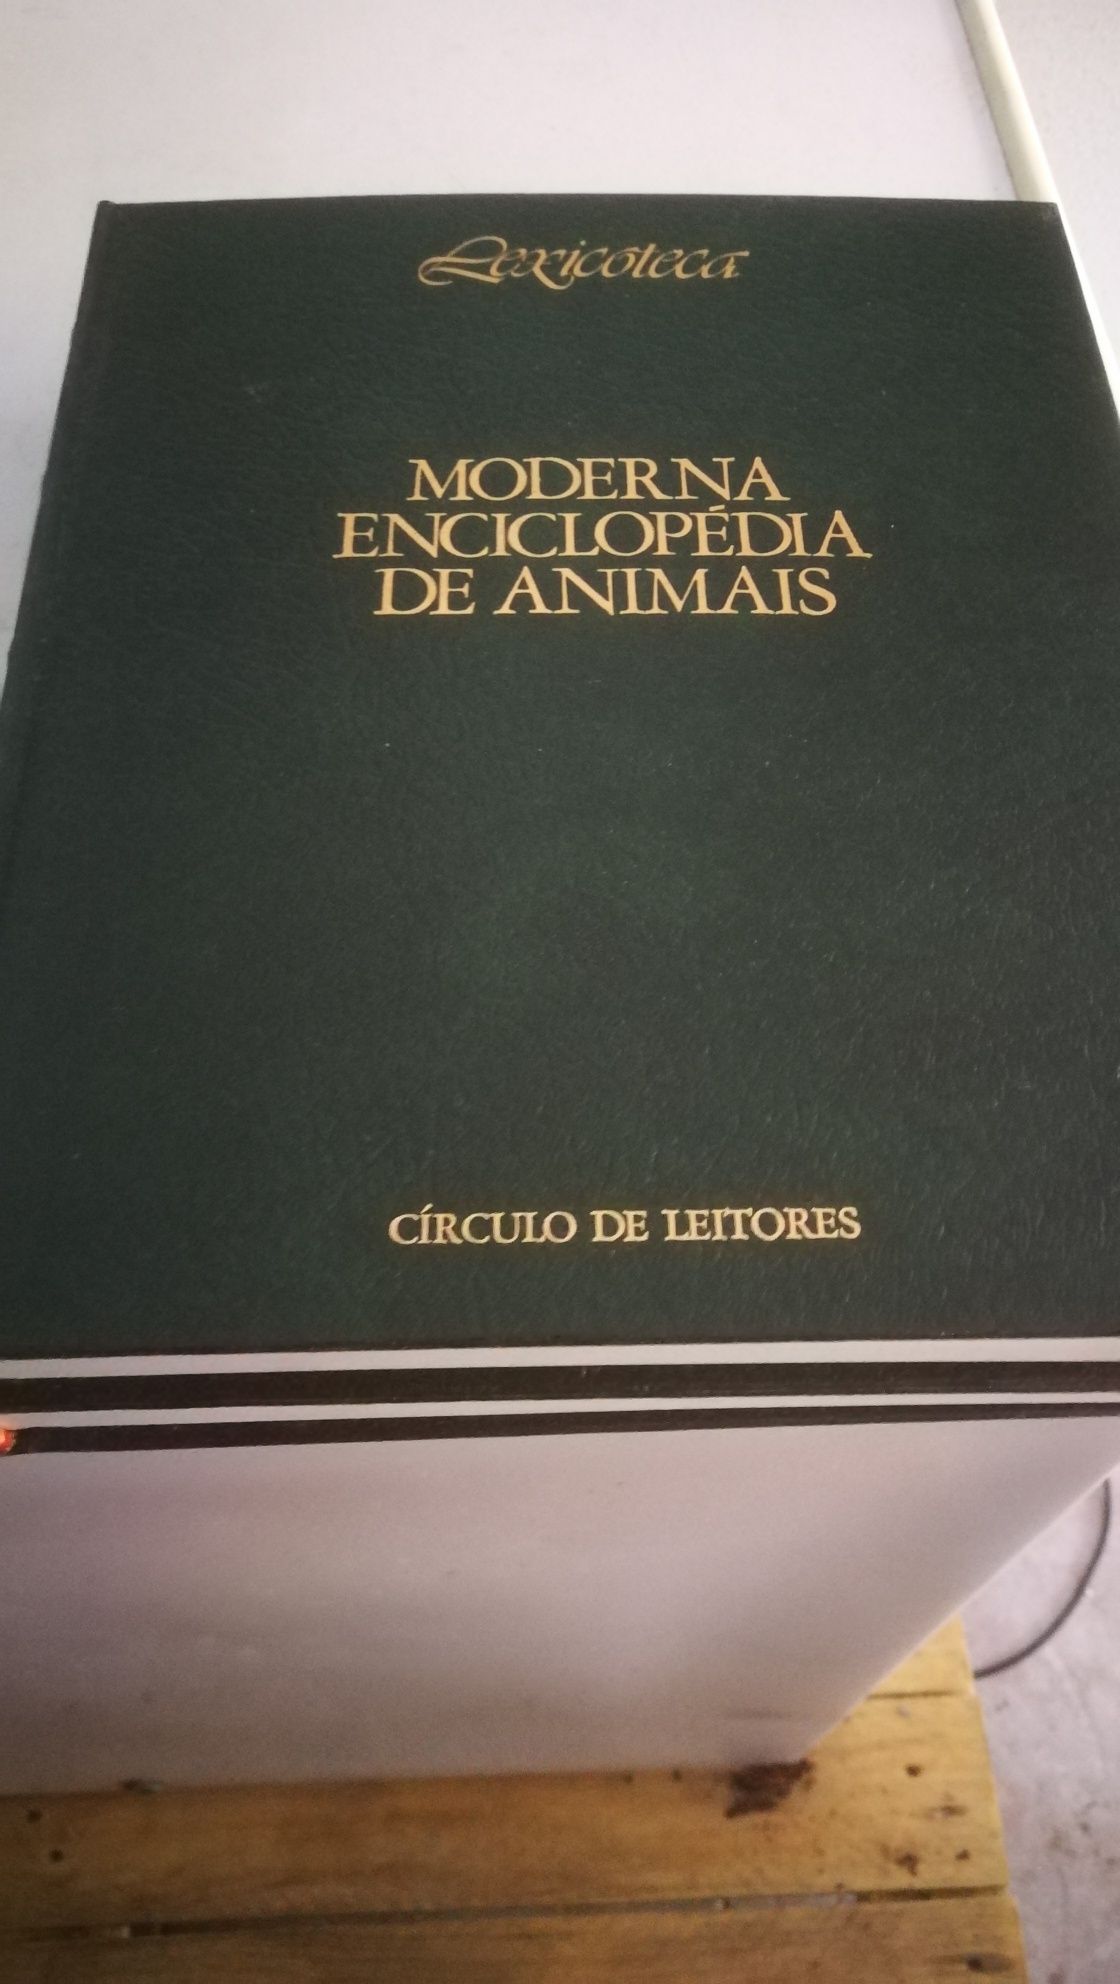 Lexicoteca
MODERNA
ENCICLOPÉDIA
DE ANIMAIS
CÍRCULO DE LEITORES